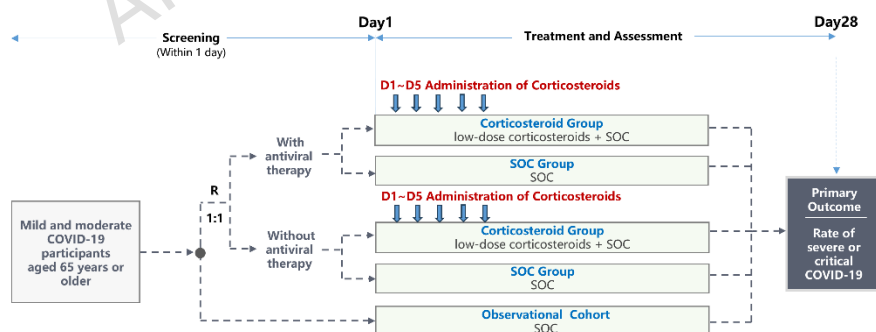 Day1
Day28
Screening
(Within 1 day)
Treatment and Assessment
D1~D5 Administration of Corticosteroids
Corticosteroid Group
low-dose corticosteroids + SOC
With
antiviral
therapy
SOC Group
SOC
R
1:1
D1~D5 Administration of Corticosteroids
Mild and moderate
COVID-19
participants
aged 65 years or
older
Without
antiviral
therapy
Corticosteroid Group
low-dose corticosteroids + SOC
SOC Group
SOC
Observational Cohort
SOC
Primary
Outcome
Rate of
severe or
critical
COVID-19